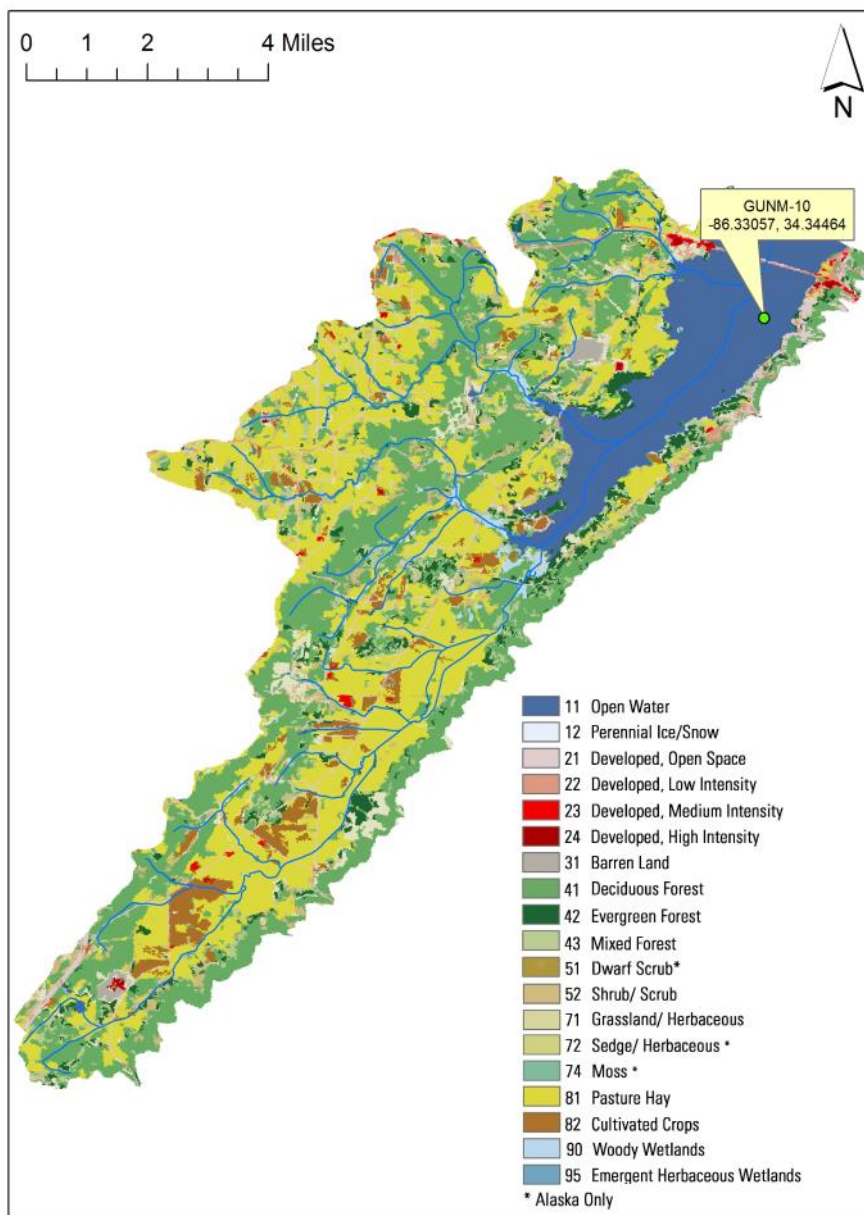 0 1 2 4 Miles
N
GUNM-10
-86.33057, 34.34464
11 Open Water
12 Perennial Ice/Snow
21 Developed, Open Space
22 Developed, Low Intensity
23 Developed, Medium Intensity
24 Developed, High Intensity
31 Barren Land
41 Deciduous Forest
42 Evergreen Forest
43 Mixed Forest
51 Dwarf Scrub*
52 Shrub/ Scrub
71 Grassland/ Herbaceous
72 Sedge/ Herbaceous *
74 Moss *
81 Pasture Hay
82 Cultivated Crops
90 Woody Wetlands
95 Emergent Herbaceous Wetlands
* Alaska Only